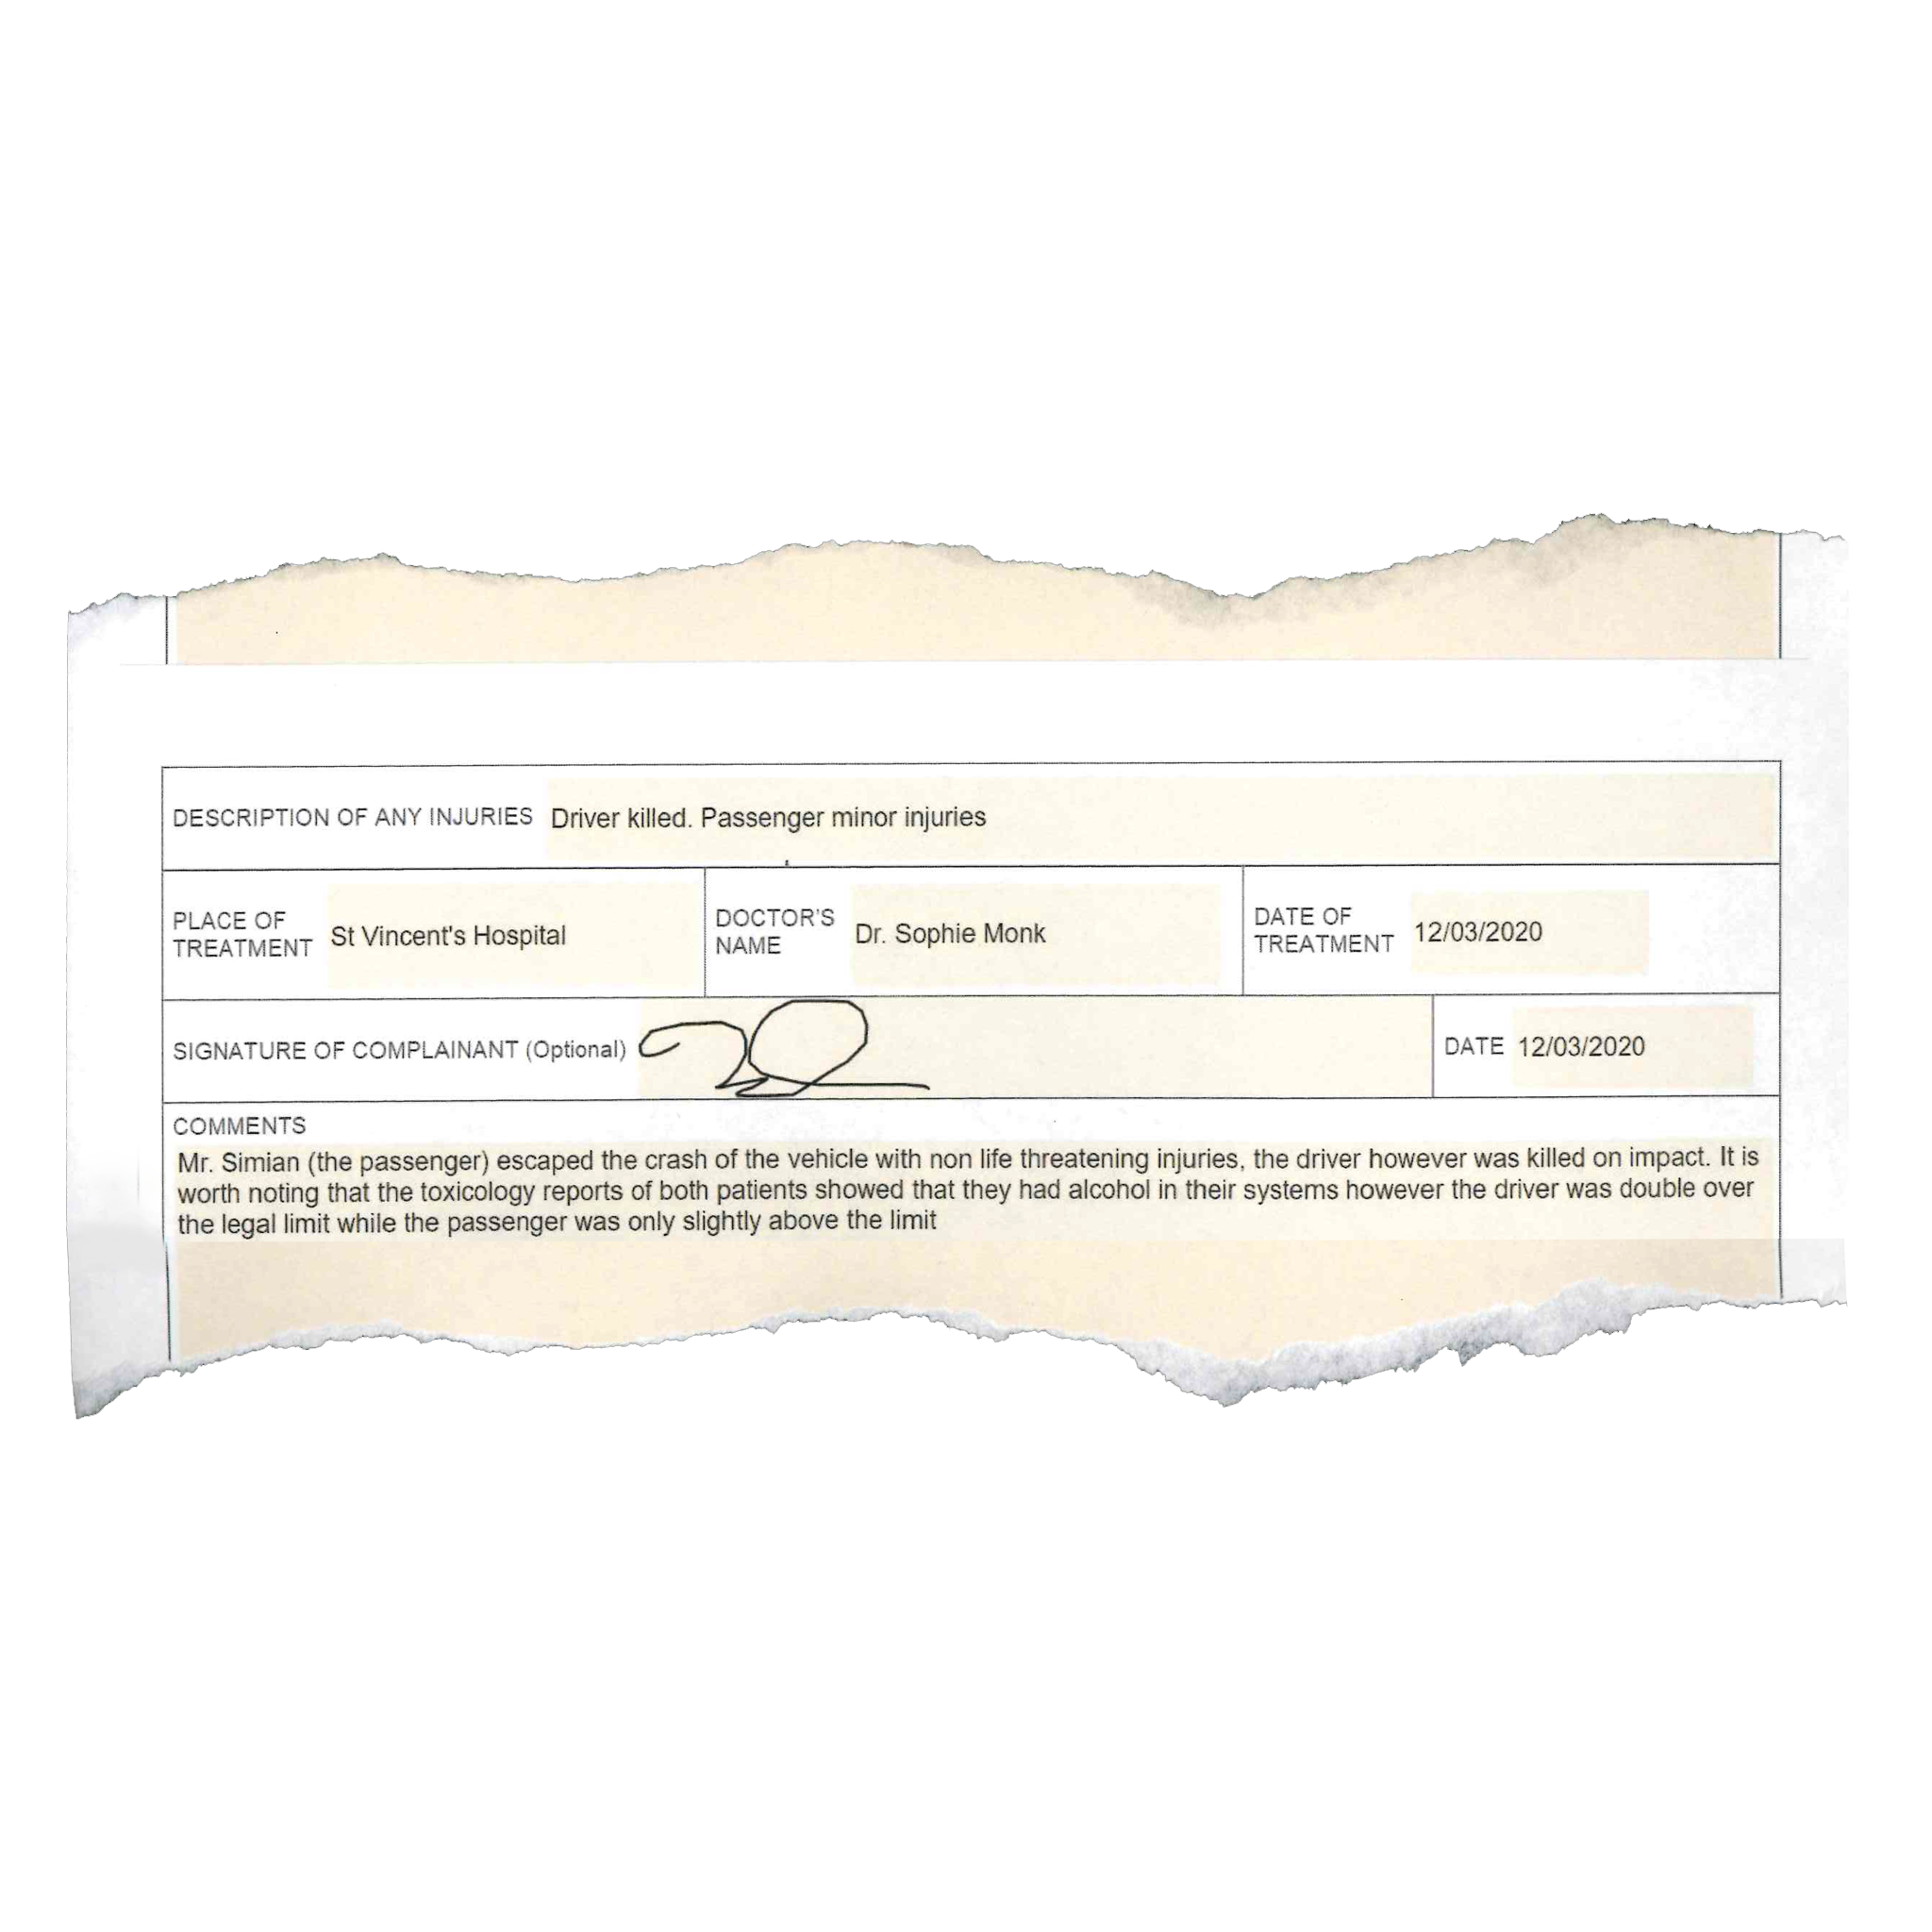 DESCRIPTION OF ANY INJURIES Driver killed. Passenger minor injuries
PLACE OF TREATMENT St Vincent's Hospital
DOCTOR'S NAME Dr. Sophie Monk
DATE OF TREATMENT 12/03/2020
SIGNATURE OF COMPLAINANT (Optional)
DATE 12/03/2020
COMMENTS
Mr. Simian (the passenger) escaped the crash of the vehicle with non life threatening injuries, the driver however was killed on impact. It is
worth noting that the toxicology reports of both patients showed that they had alcohol in their systems however the driver was double over
the legal limit while the passenger was only slightly above the limit